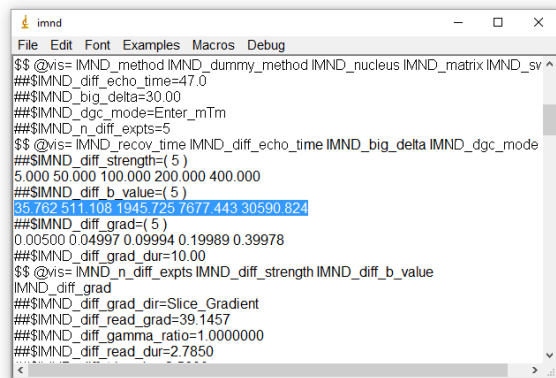 imnd
File Edit Font Examples Macros Debug
$$ @vis= IMND_method IMND_dummy_method IMND_nucleus IMND_matrix IMND_sw
##$IMND_diff_echo_time=47.0
##$IMND_big_delta=30.00
##$IMND_dgc_mode=Enter_mTm
##$IMND_n_diff_expts=5
$$ @vis= IMND_recov_time IMND_diff_echo_time IMND_big_delta IMND_dgc_mode
##$IMND_diff_strength=( 5 )
5.000 50.000 100.000 200.000 400.000
##$IMND_diff_b_value=( 5 )
35.762 511.108 1945.725 7677.443 30590.824
##$IMND_diff_grad=( 5 )
0.00500 0.04997 0.09994 0.19989 0.39978
##$IMND_diff_grad_dur=10.00
$$ @vis= IMND_n_diff_expts IMND_diff_strength IMND_diff_b_value
IMND_diff_grad
##$IMND_diff_grad_dir=Slice_Gradient
##$IMND_diff_read_grad=39.1457
##$IMND_diff_gamma_ratio=1.0000000
##$IMND_diff_read_dur=2.7850